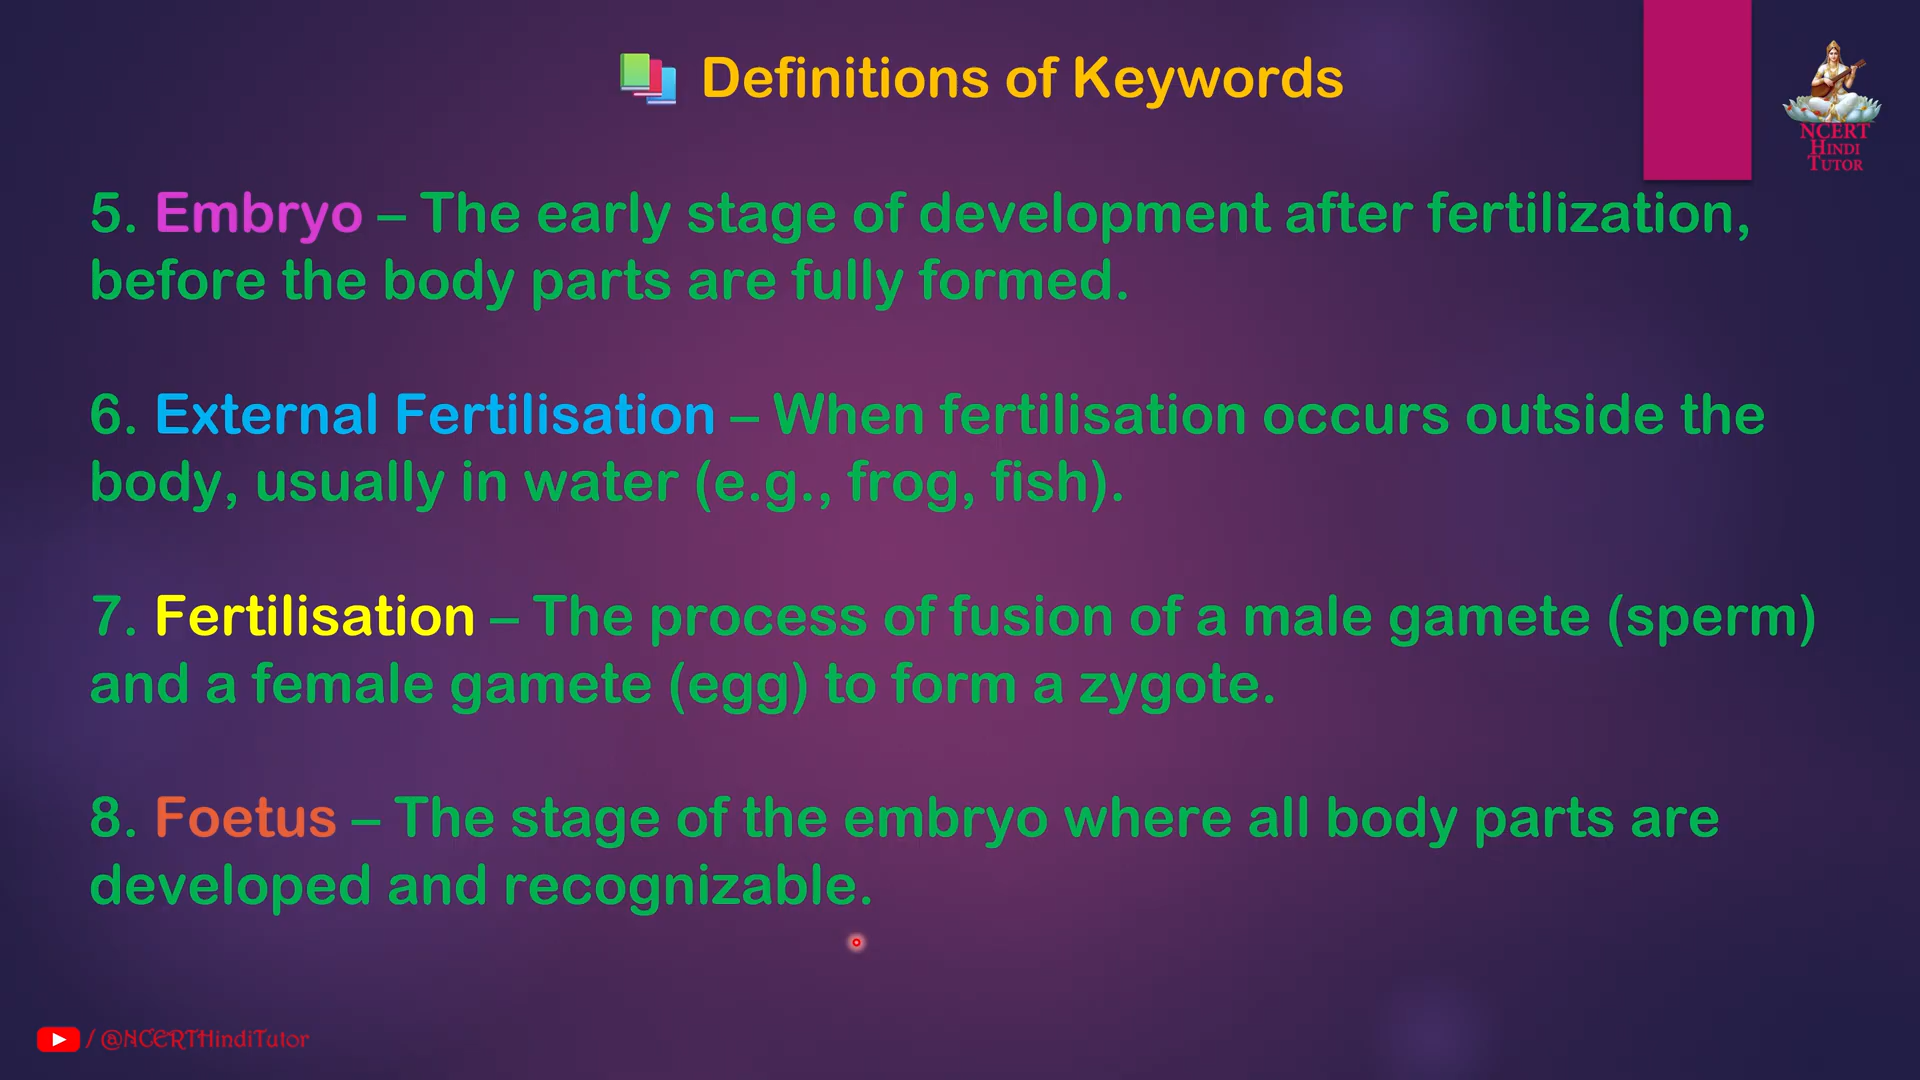 Definitions of Keywords
NCERT
HINDI
TUTOR
5. Embryo – The early stage of development after fertilization,
before the body parts are fully formed.
6. External Fertilisation – When fertilisation occurs outside the
body, usually in water (e.g., frog, fish).
7. Fertilisation – The process of fusion of a male gamete (sperm)
and a female gamete (egg) to form a zygote.
8. Foetus – The stage of the embryo where all body parts are
developed and recognizable.
/ @NCERTHindiTutor